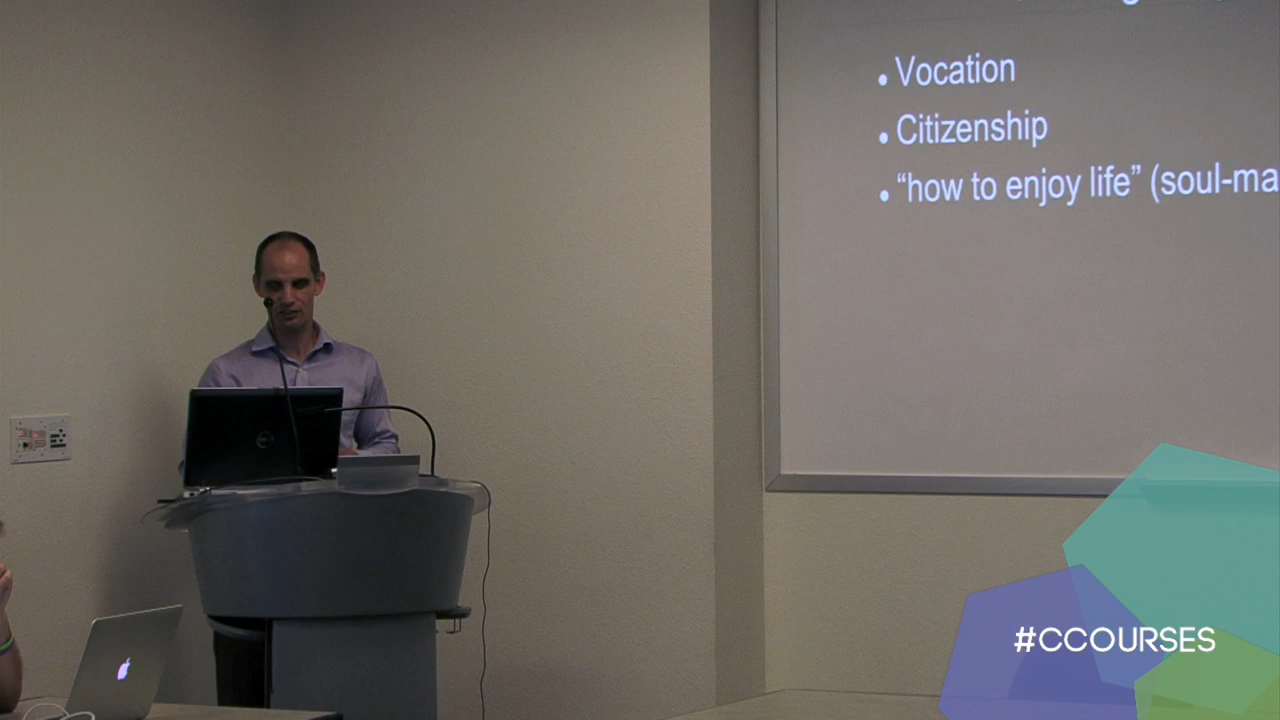 • Vocation
• Citizenship
• “how to enjoy life” (soul-ma
#CCOURSES